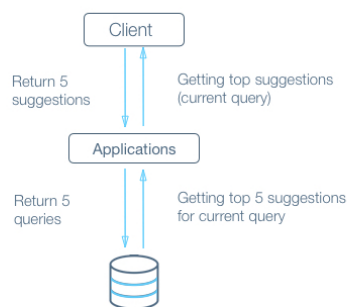 Client
Return 5
suggestions
Getting top suggestions
(current query)
Applications
Return 5
queries
Getting top 5 suggestions
for current query